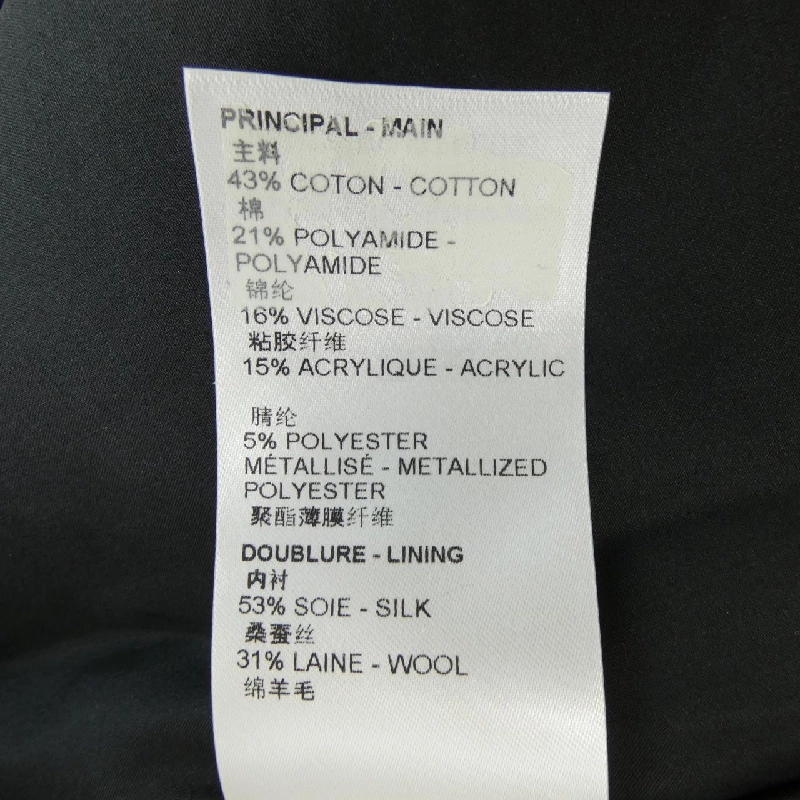 PRINCIPAL - MAIN
主料
43% COTON - COTTON
棉
21% POLYAMIDE -
POLYAMIDE
锦纶
16% VISCOSE - VISCOSE
粘胶纤维
15% ACRYLIQUE - ACRYLIC
腈纶
5% POLYESTER
MÉTALLISÉ - METALLIZED
POLYESTER
聚酯薄膜纤维
DOUBLURE - LINING
内衬
53% SOIE - SILK
桑蚕丝
31% LAINE - WOOL
绵羊毛